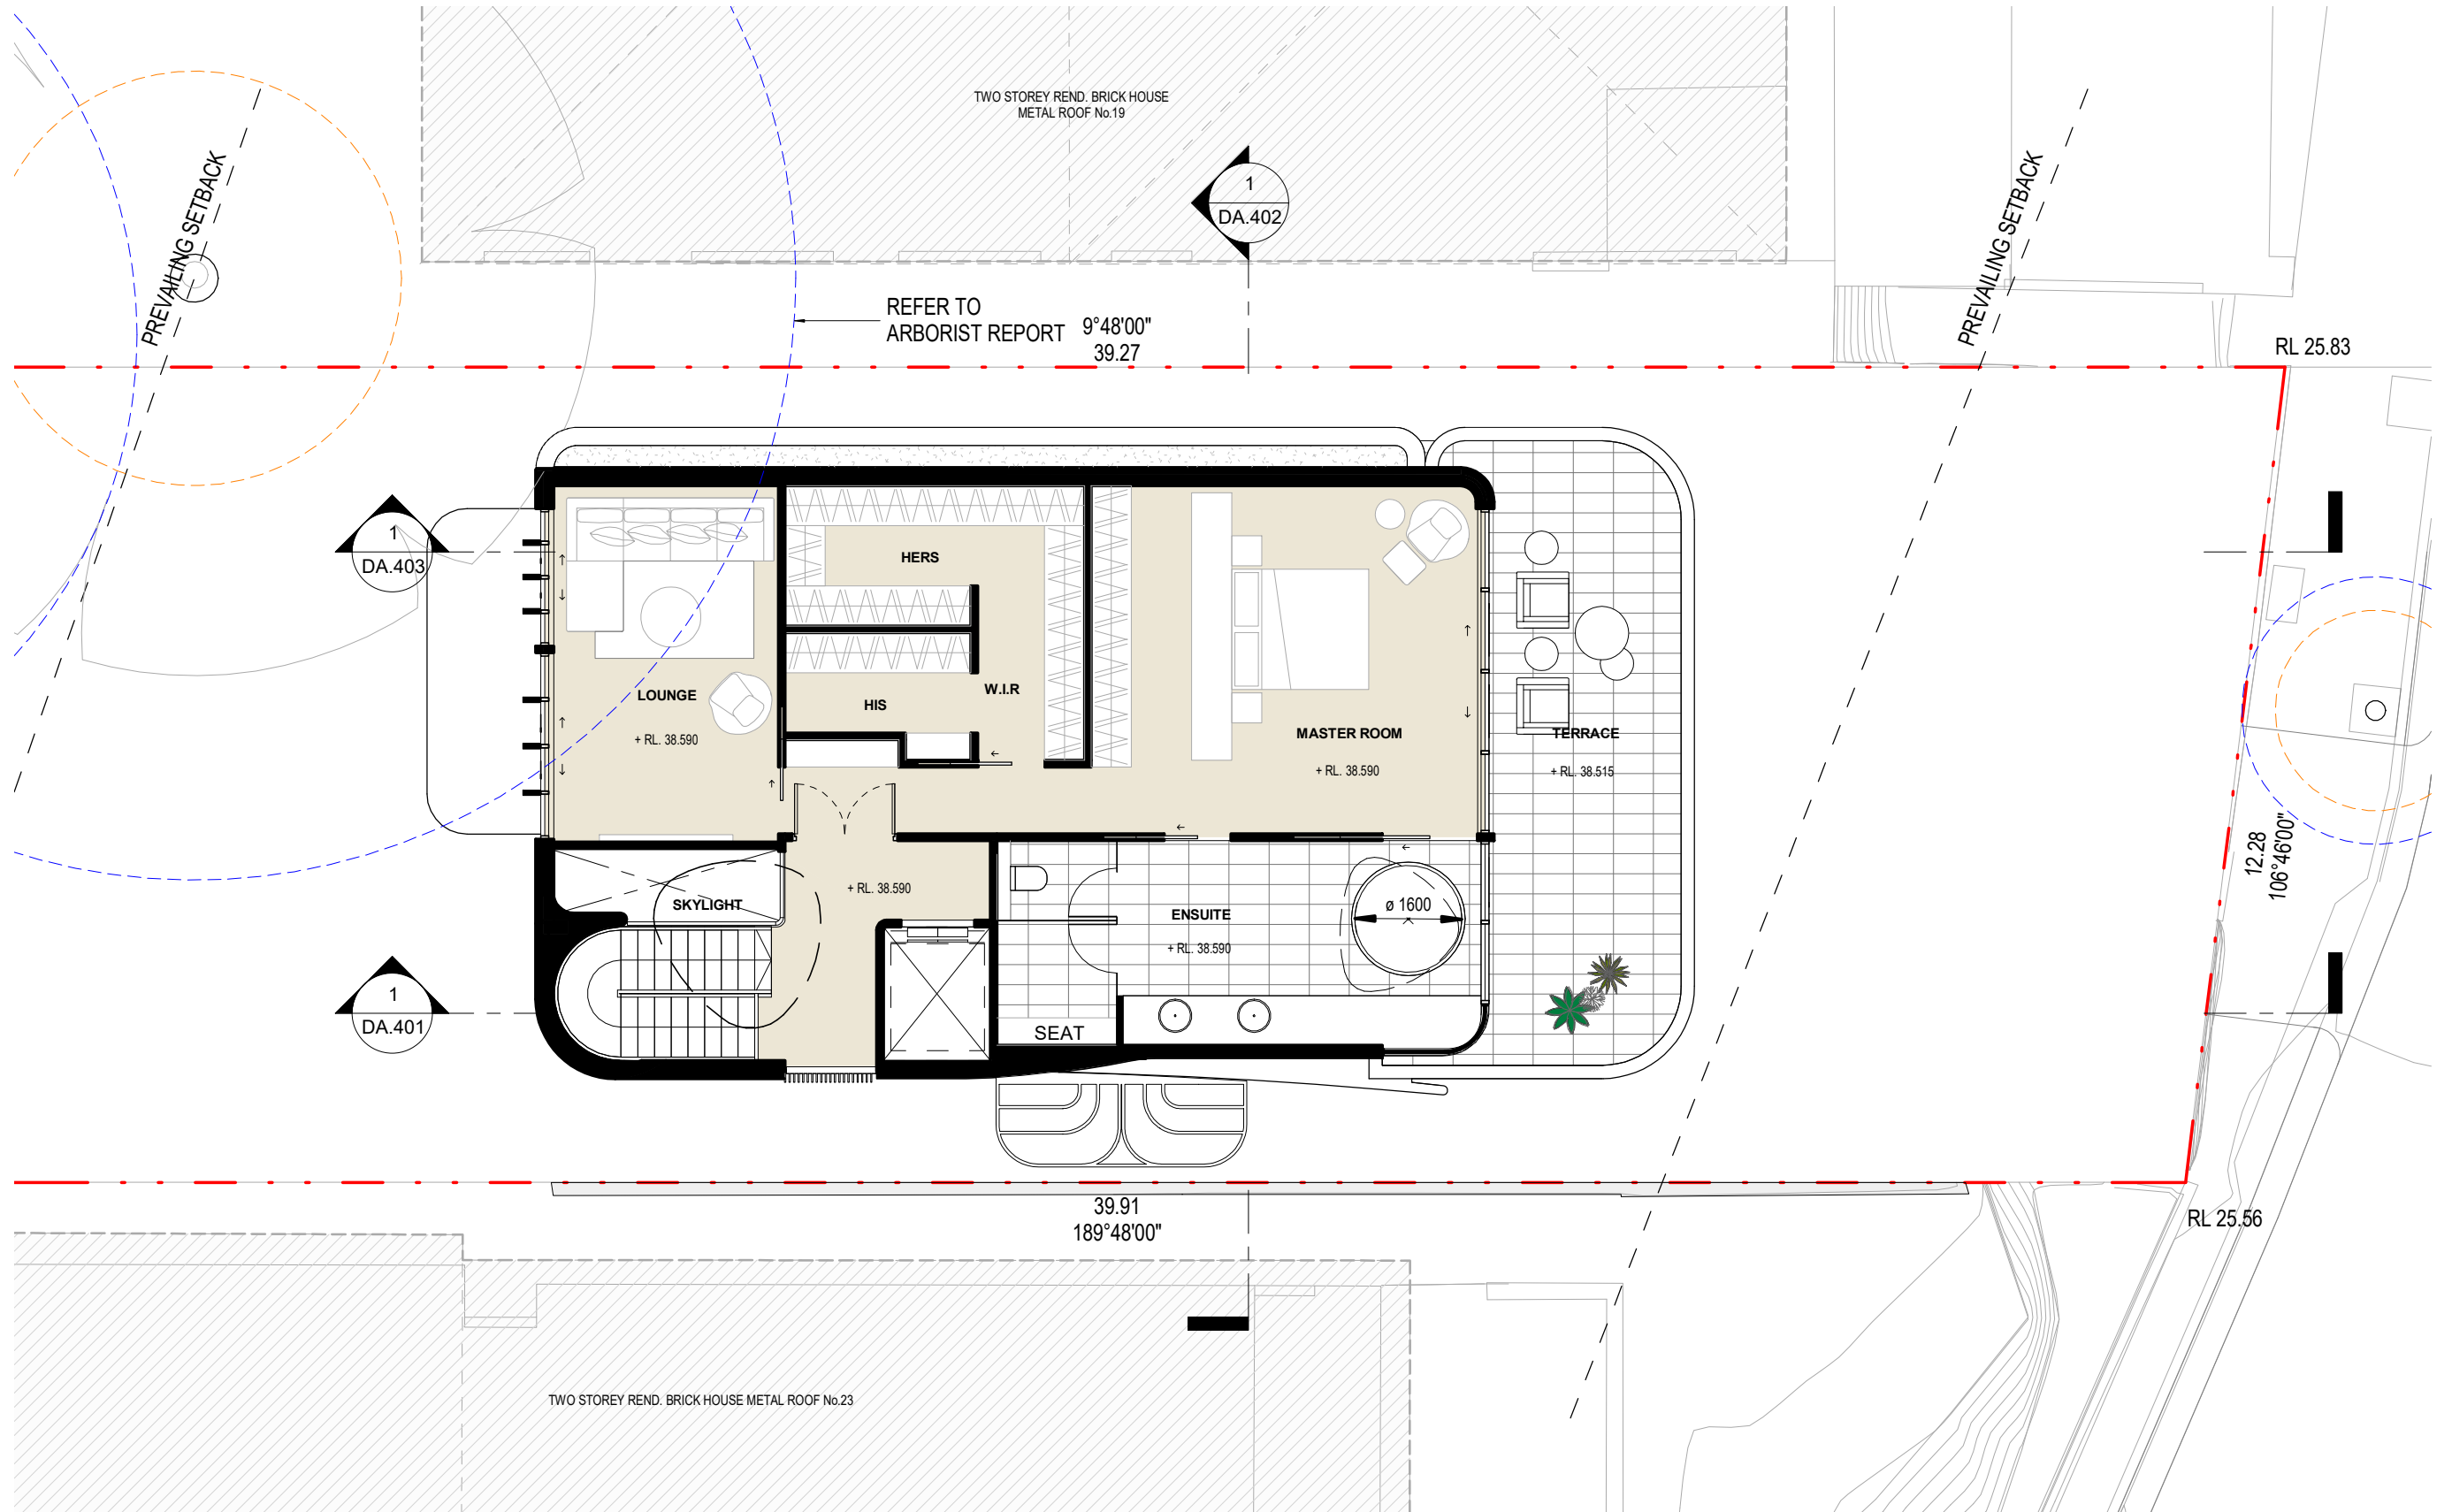 TWO STOREY REND. BRICK HOUSE
METAL ROOF No.19
PREVAILING SETBACK
1
DA.402
PREVAILING SETBACK
REFER TO
ARBORIST REPORT
9°48'00"
39.27
RL 25.83
1
DA.403
HERS
LOUNGE
+ RL. 38.590
HIS
W.I.R
MASTER ROOM
+ RL. 38.590
TERRACE
+ RL. 38.515
12.28
106°46'00"
SKYLIGHT
+ RL. 38.590
ENSUITE
+ RL. 38.590
ø 1600
1
DA.401
SEAT
39.91
189°48'00"
RL 25.56
TWO STOREY REND. BRICK HOUSE METAL ROOF No.23